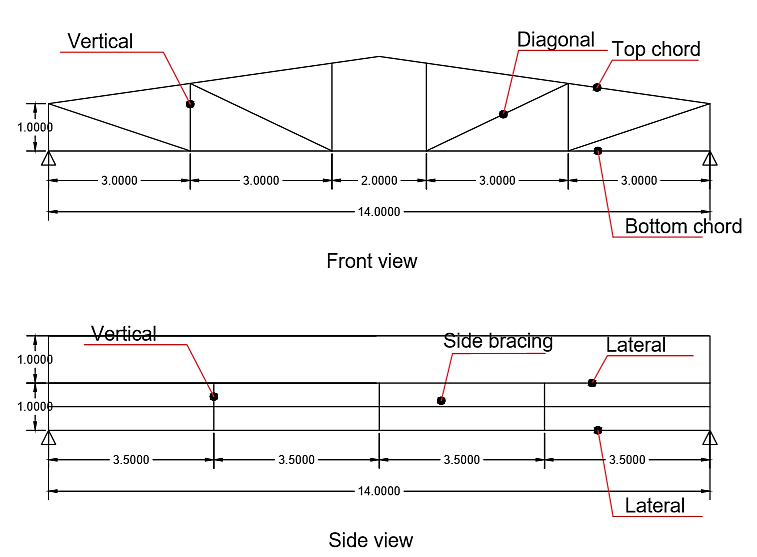 Vertical
Diagonal
Top chord
1.0000
3.0000 3.0000 2.0000 3.0000 3.0000
14.0000
Bottom chord
Front view
Vertical
Side bracing
Lateral
1.0000
1.0000
3.5000 3.5000 3.5000 3.5000
14.0000
Lateral
Side view